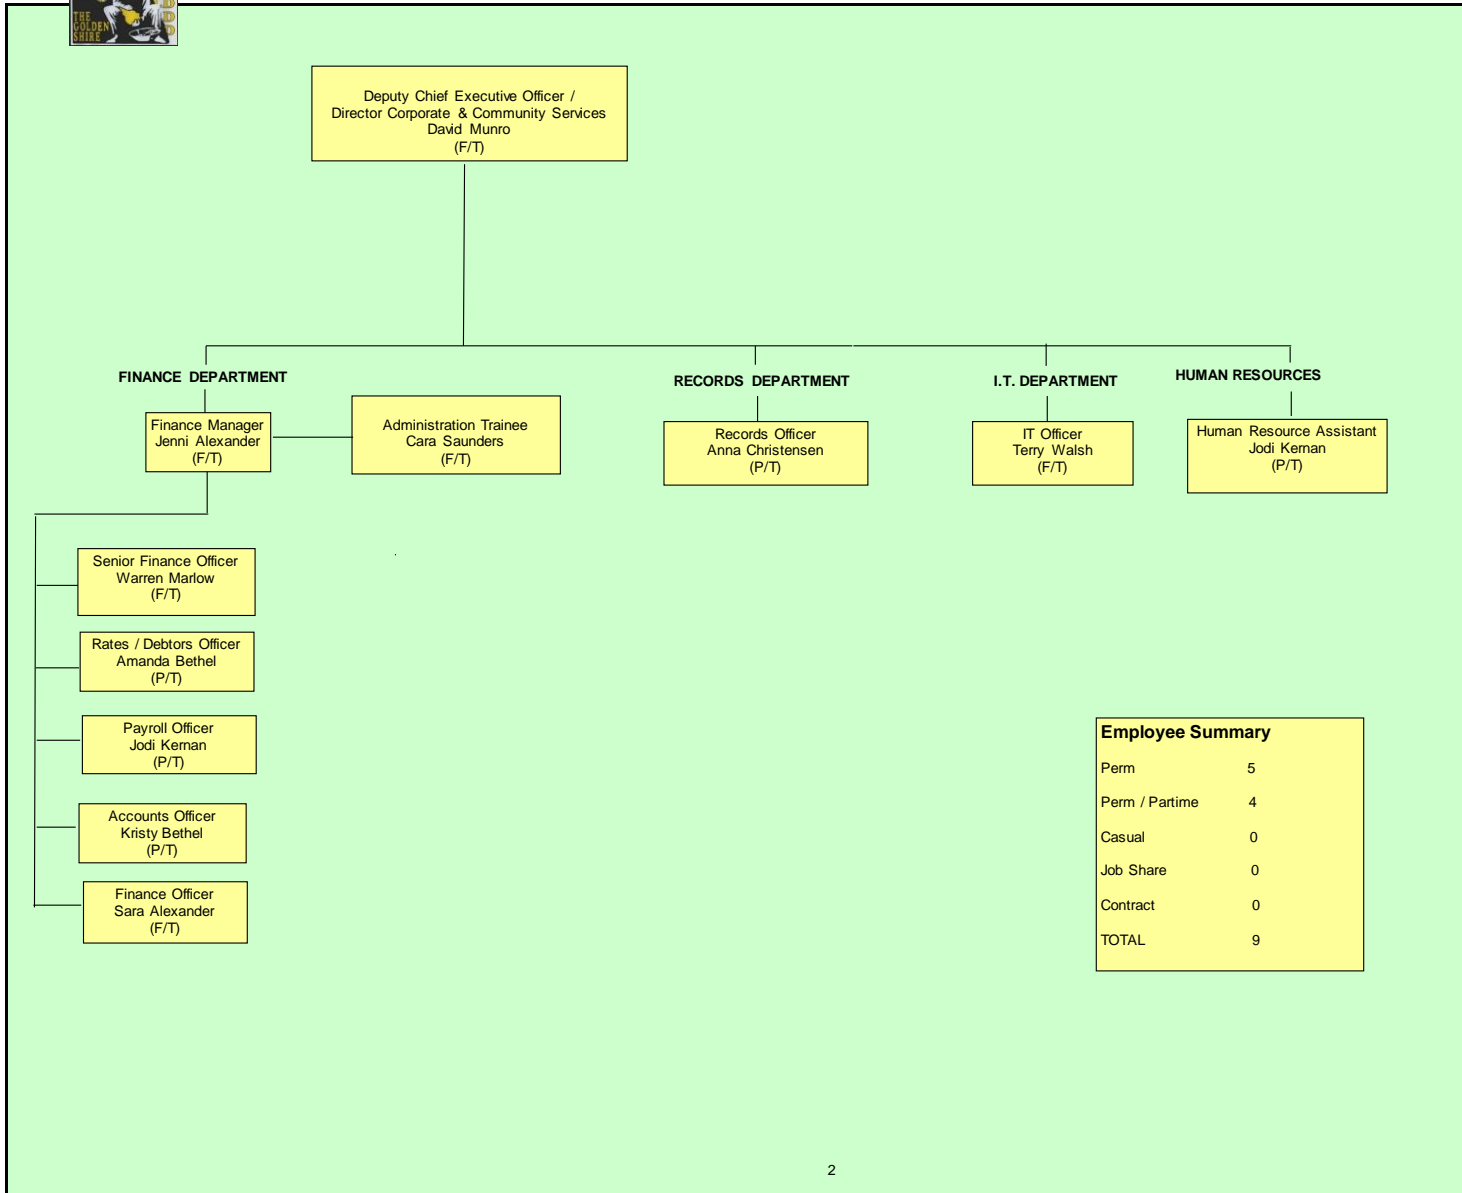 THE
GOLDEN
SHIRE
D
D
Deputy Chief Executive Officer /
Director Corporate & Community Services
David Munro
(F/T)
FINANCE DEPARTMENT
RECORDS DEPARTMENT
I.T. DEPARTMENT
HUMAN RESOURCES
Finance Manager
Jenni Alexander
(F/T)
Administration Trainee
Cara Saunders
(F/T)
Records Officer
Anna Christensen
(P/T)
IT Officer
Terry Walsh
(F/T)
Human Resource Assistant
Jodi Kernan
(P/T)
Senior Finance Officer
Warren Marlow
(F/T)
Rates / Debtors Officer
Amanda Bethel
(P/T)
Payroll Officer
Jodi Kernan
(P/T)
Accounts Officer
Kristy Bethel
(P/T)
Finance Officer
Sara Alexander
(F/T)
Employee Summary
Perm 5
Perm / Partime 4
Casual 0
Job Share 0
Contract 0
TOTAL 9
2